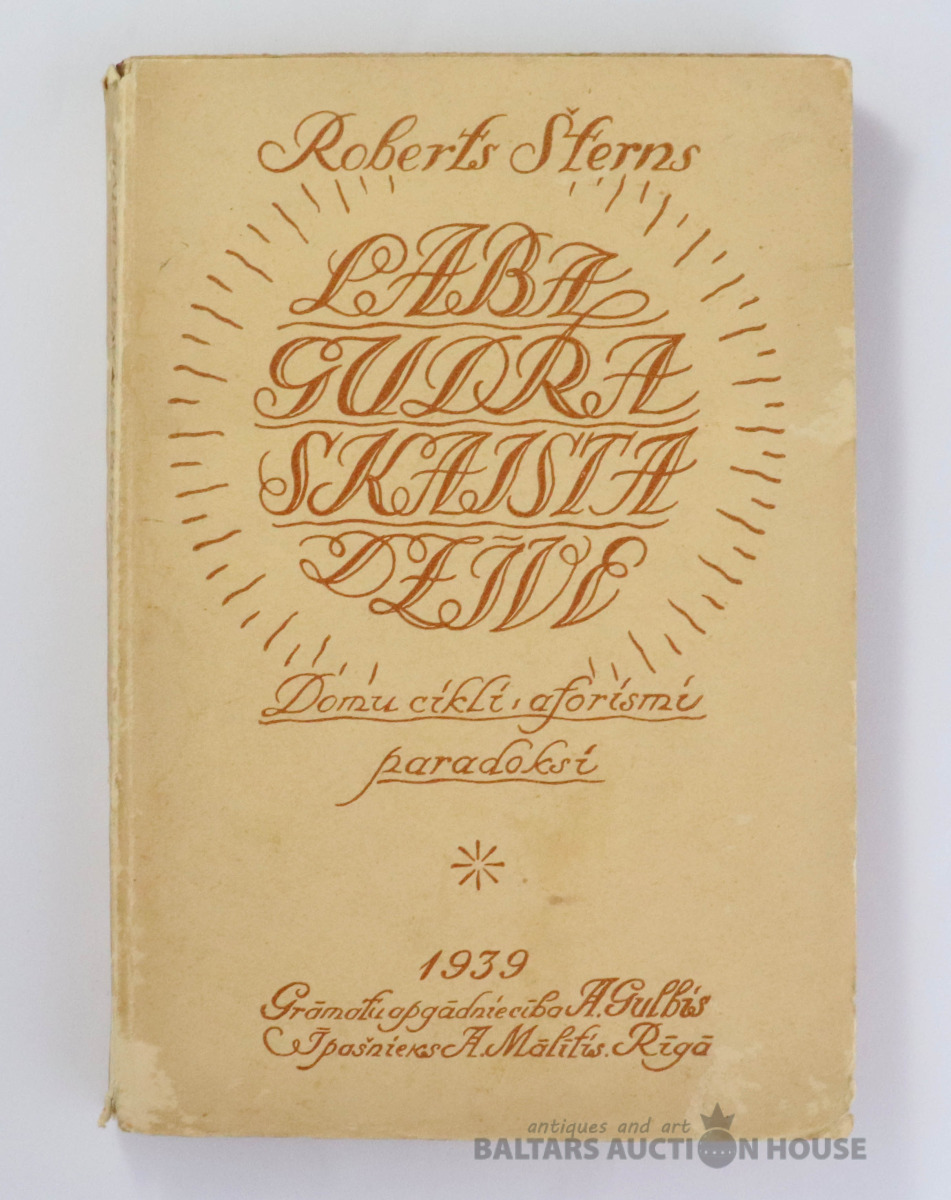 Roberts Šterns
LABA
GUDRA
SKAISTA
DZĪVE
Domu cikli, aforismi
paradoksi
1939
Grāmatu apgādniecība A. Gulbis
Īpašnieks A. Mālītis. Rīgā
antiques and art
BALTARS AUCTION HOUSE